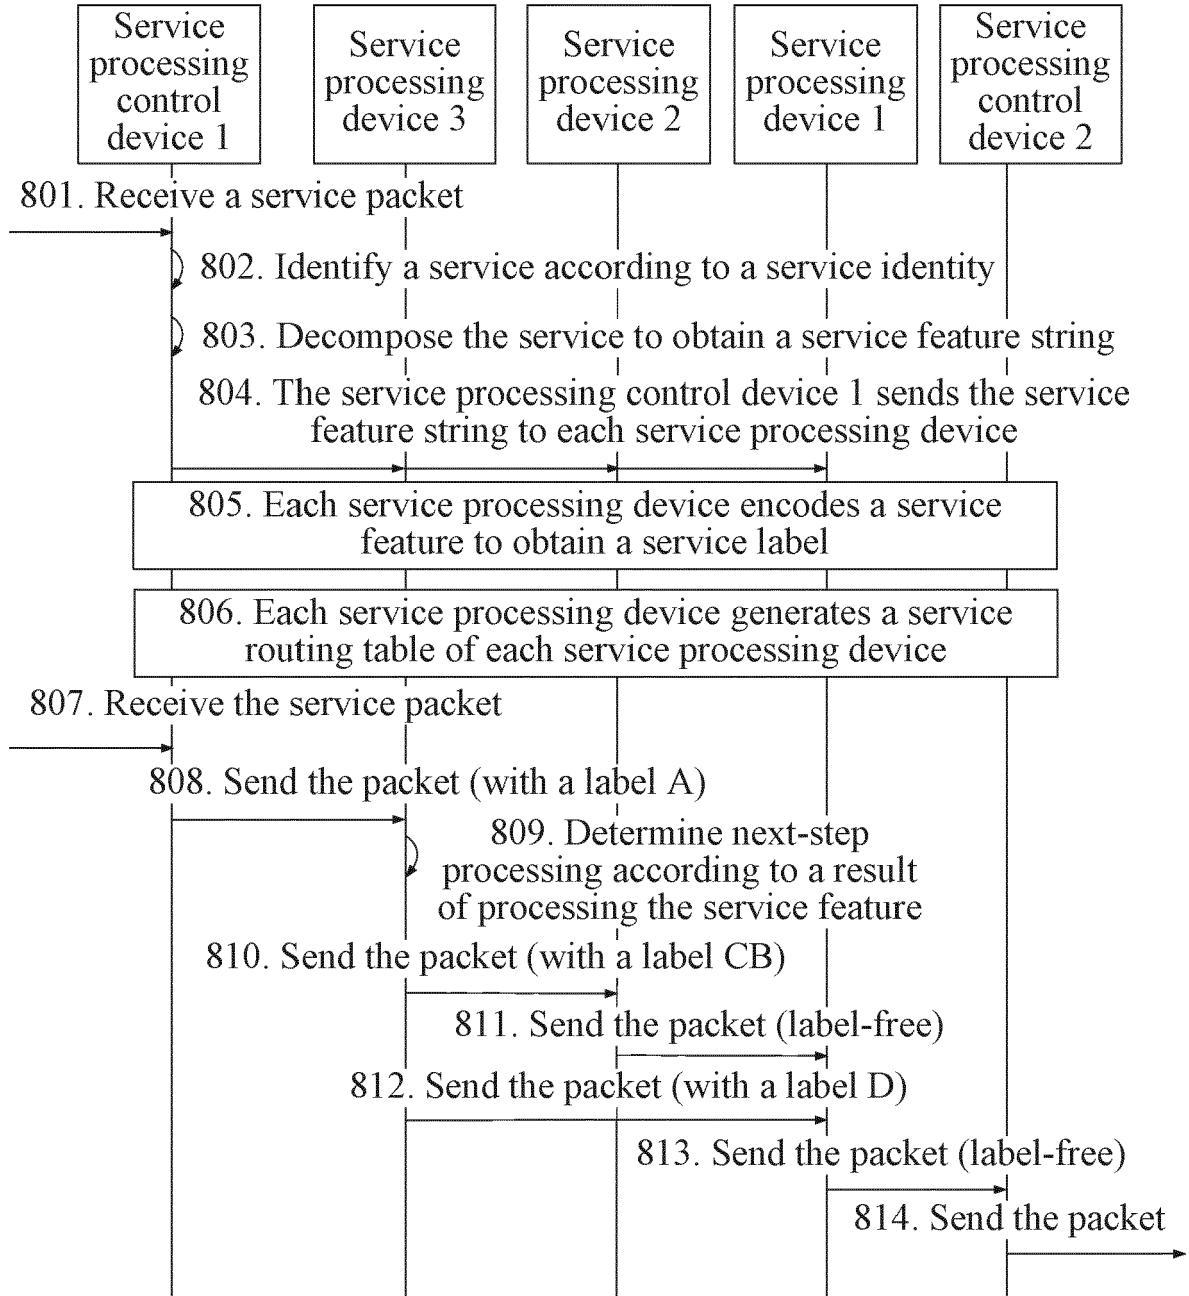 Service
processing
control
device 1
Service
processing
device 3
Service
processing
device 2
Service
processing
device 1
Service
processing
control
device 2
801. Receive a service packet
802. Identify a service according to a service identity
803. Decompose the service to obtain a service feature string
804. The service processing control device 1 sends the service
feature string to each service processing device
805. Each service processing device encodes a service
feature to obtain a service label
806. Each service processing device generates a service
routing table of each service processing device
807. Receive the service packet
808. Send the packet (with a label A)
809. Determine next-step
processing according to a result
of processing the service feature
810. Send the packet (with a label CB)
811. Send the packet (label-free)
812. Send the packet (with a label D)
813. Send the packet (label-free)
814. Send the packet